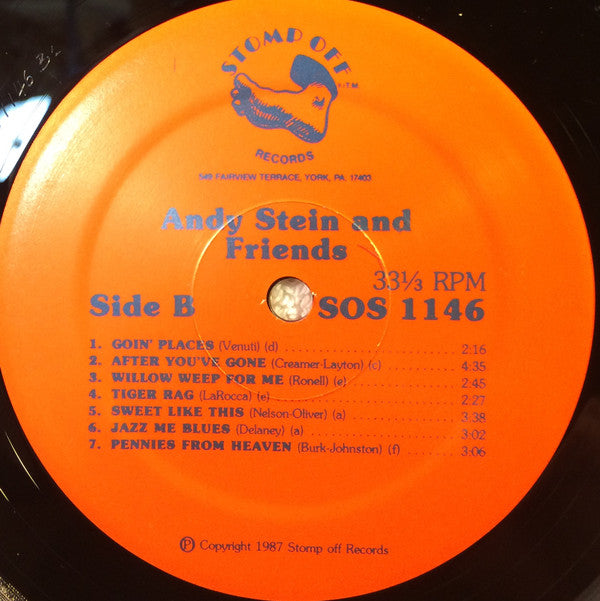 STOMP OFF
T.M.
RECORDS
549 FAIRVIEW TERRACE, YORK, PA. 17403
Andy Stein and
Friends
33⅓ RPM
Side B SOS 1146
1. GOIN' PLACES (Venuti) (d) 2:16
2. AFTER YOU'VE GONE (Creamer-Layton) (c) 4:35
3. WILLOW WEEP FOR ME (Ronell) (e) 2:45
4. TIGER RAG (LaRocca) (e) 2:27
5. SWEET LIKE THIS (Nelson-Oliver) (a) 3:38
6. JAZZ ME BLUES (Delaney) (a) 3:02
7. PENNIES FROM HEAVEN (Burk-Johnston) (f) 3:06
Ⓟ Copyright 1987 Stomp off Records